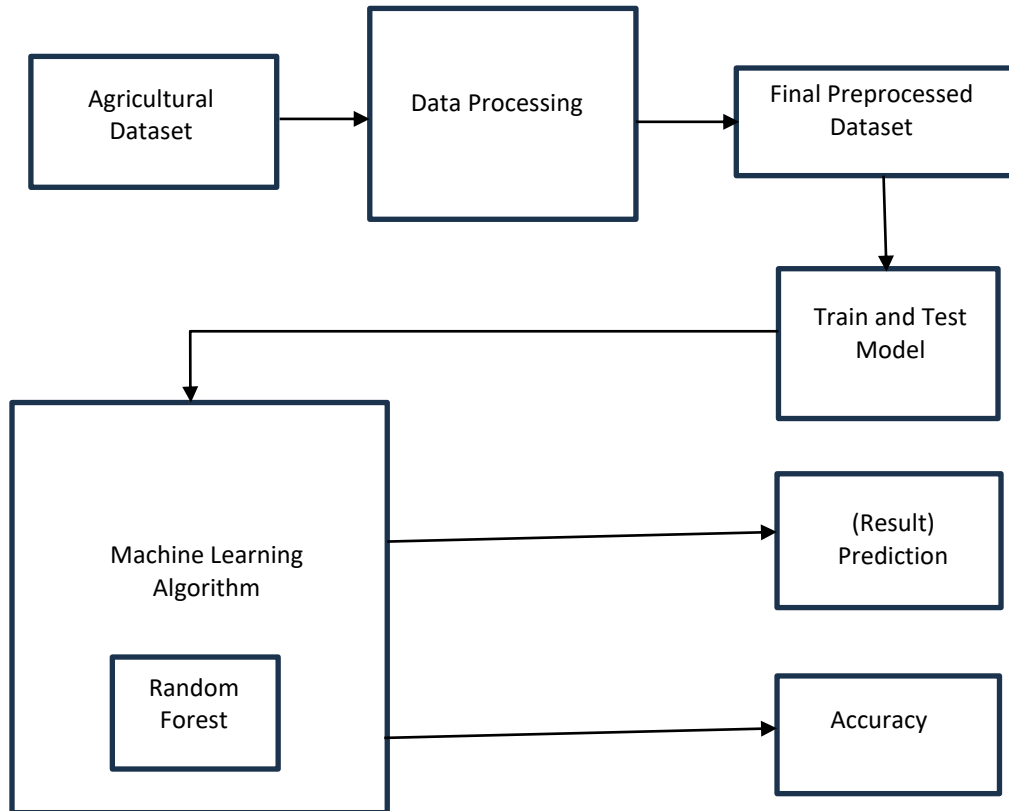 Agricultural
Dataset
Data Processing
Final Preprocessed
Dataset
Train and Test
Model
Machine Learning
Algorithm
Random
Forest
(Result)
Prediction
Accuracy